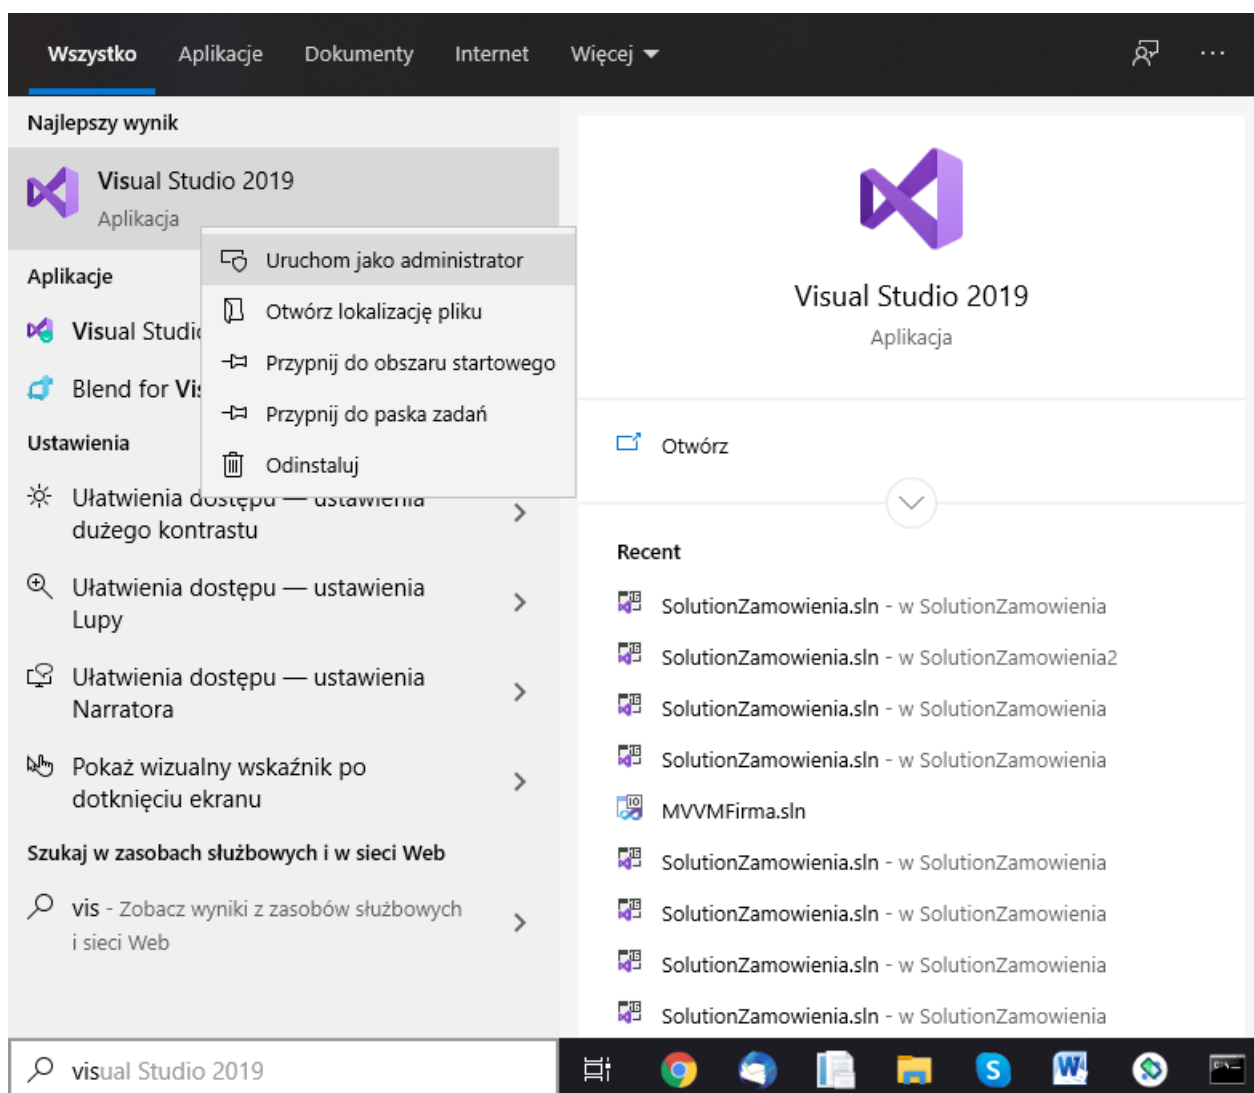 Wszystko Aplikacje Dokumenty Internet Więcej
Najlepszy wynik
Visual Studio 2019
Aplikacja
Uruchom jako administrator
Otwórz lokalizację pliku
Przypnij do obszaru startowego
Przypnij do paska zadań
Odinstaluj
Aplikacje
Visual Studio
Blend for Vis
Ustawienia
Ułatwienia dostępu — ustawienia
dużego kontrastu
Ułatwienia dostępu — ustawienia
Lupy
Ułatwienia dostępu — ustawienia
Narratora
Pokaż wizualny wskaźnik po
dotknięciu ekranu
Szukaj w zasobach służbowych i w sieci Web
vis - Zobacz wyniki z zasobów służbowych
i sieci Web
visual Studio 2019
Visual Studio 2019
Aplikacja
Otwórz
Recent
SolutionZamowienia.sln - w SolutionZamowienia
SolutionZamowienia.sln - w SolutionZamowienia2
SolutionZamowienia.sln - w SolutionZamowienia
SolutionZamowienia.sln - w SolutionZamowienia
MVVMFirma.sln
SolutionZamowienia.sln - w SolutionZamowienia
SolutionZamowienia.sln - w SolutionZamowienia
SolutionZamowienia.sln - w SolutionZamowienia
SolutionZamowienia.sln - w SolutionZamowienia